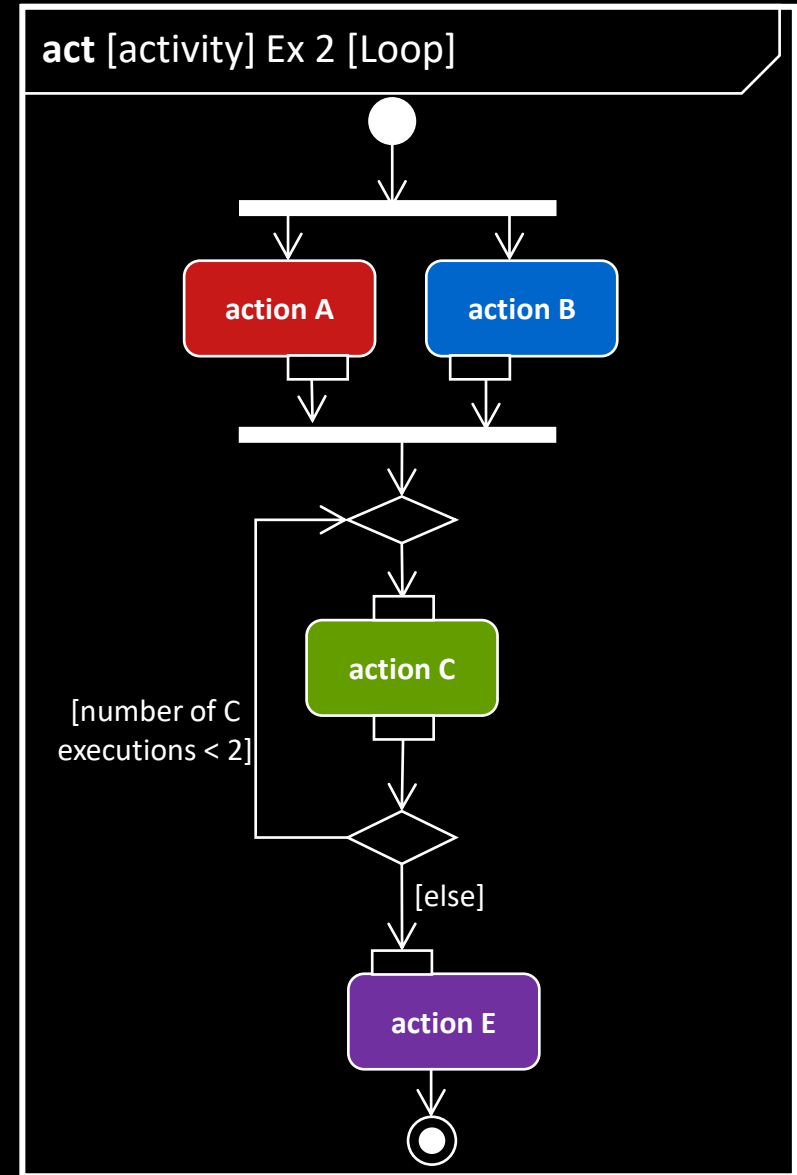 act [activity] Ex 2 [Loop]
action A
action B
action C
[number of C
executions < 2]
[else]
action E